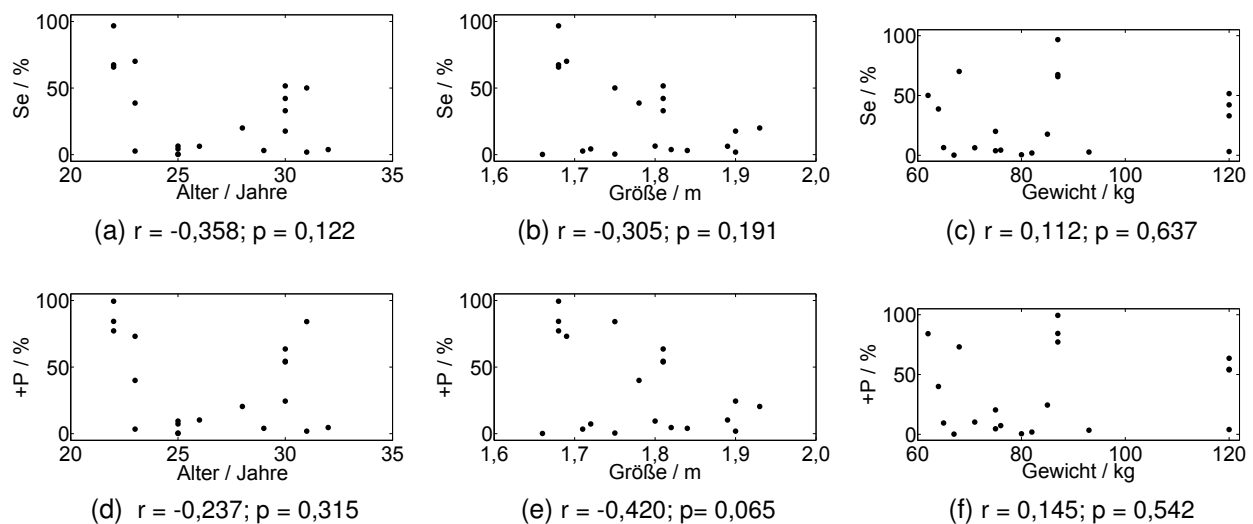 100
50
0
Se / %
20 25 30 35
Alter / Jahre
(a) r = -0,358; p = 0,122
100
50
0
Se / %
1,6 1,7 1,8 1,9 2,0
Größe / m
(b) r = -0,305; p = 0,191
100
50
0
Se / %
60 80 100 120
Gewicht / kg
(c) r = 0,112; p = 0,637
100
50
0
+P / %
20 25 30 35
Alter / Jahre
(d) r = -0,237; p = 0,315
100
50
0
+P / %
1,6 1,7 1,8 1,9 2,0
Größe / m
(e) r = -0,420; p= 0,065
100
50
0
+P / %
60 80 100 120
Gewicht / kg
(f) r = 0,145; p = 0,542